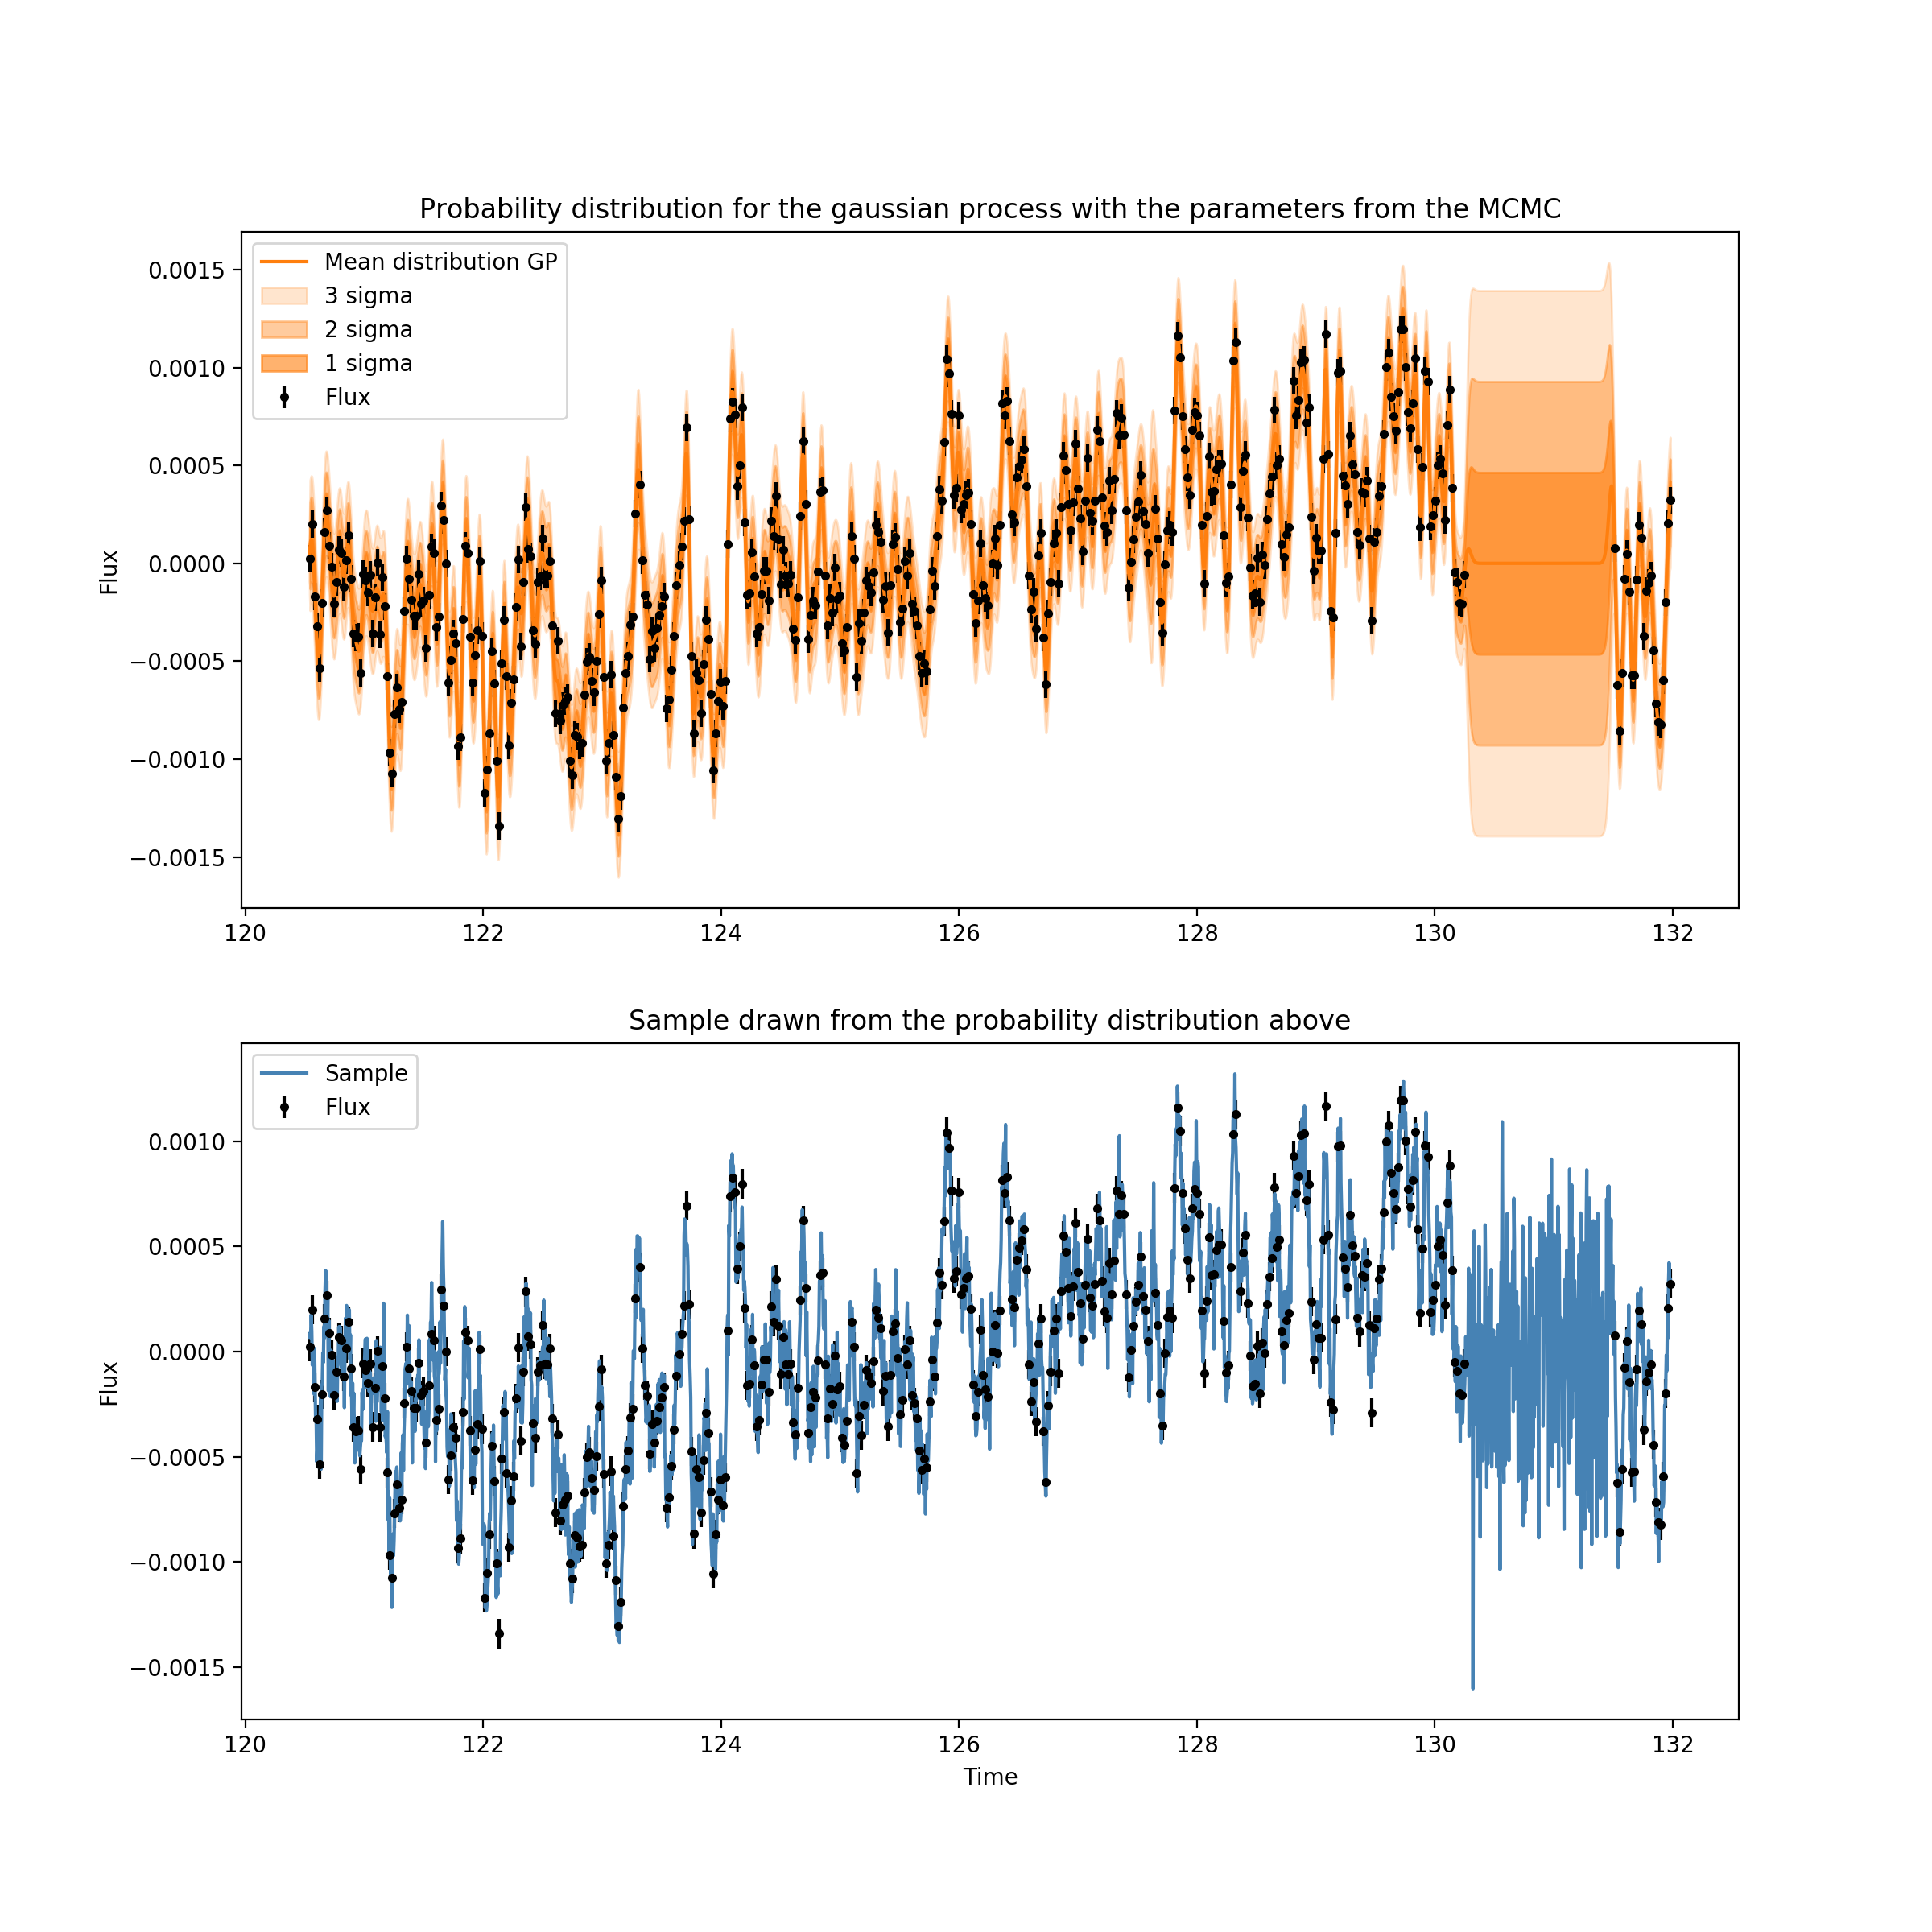 Probability distribution for the gaussian process with the parameters from the MCMC
Mean distribution GP
3 sigma
2 sigma
1 sigma
Flux
Flux
0.0015
0.0010
0.0005
0.0000
−0.0005
−0.0010
−0.0015
120 122 124 126 128 130 132
Sample drawn from the probability distribution above
Sample
Flux
Flux
0.0010
0.0005
0.0000
−0.0005
−0.0010
−0.0015
120 122 124 126 128 130 132
Time